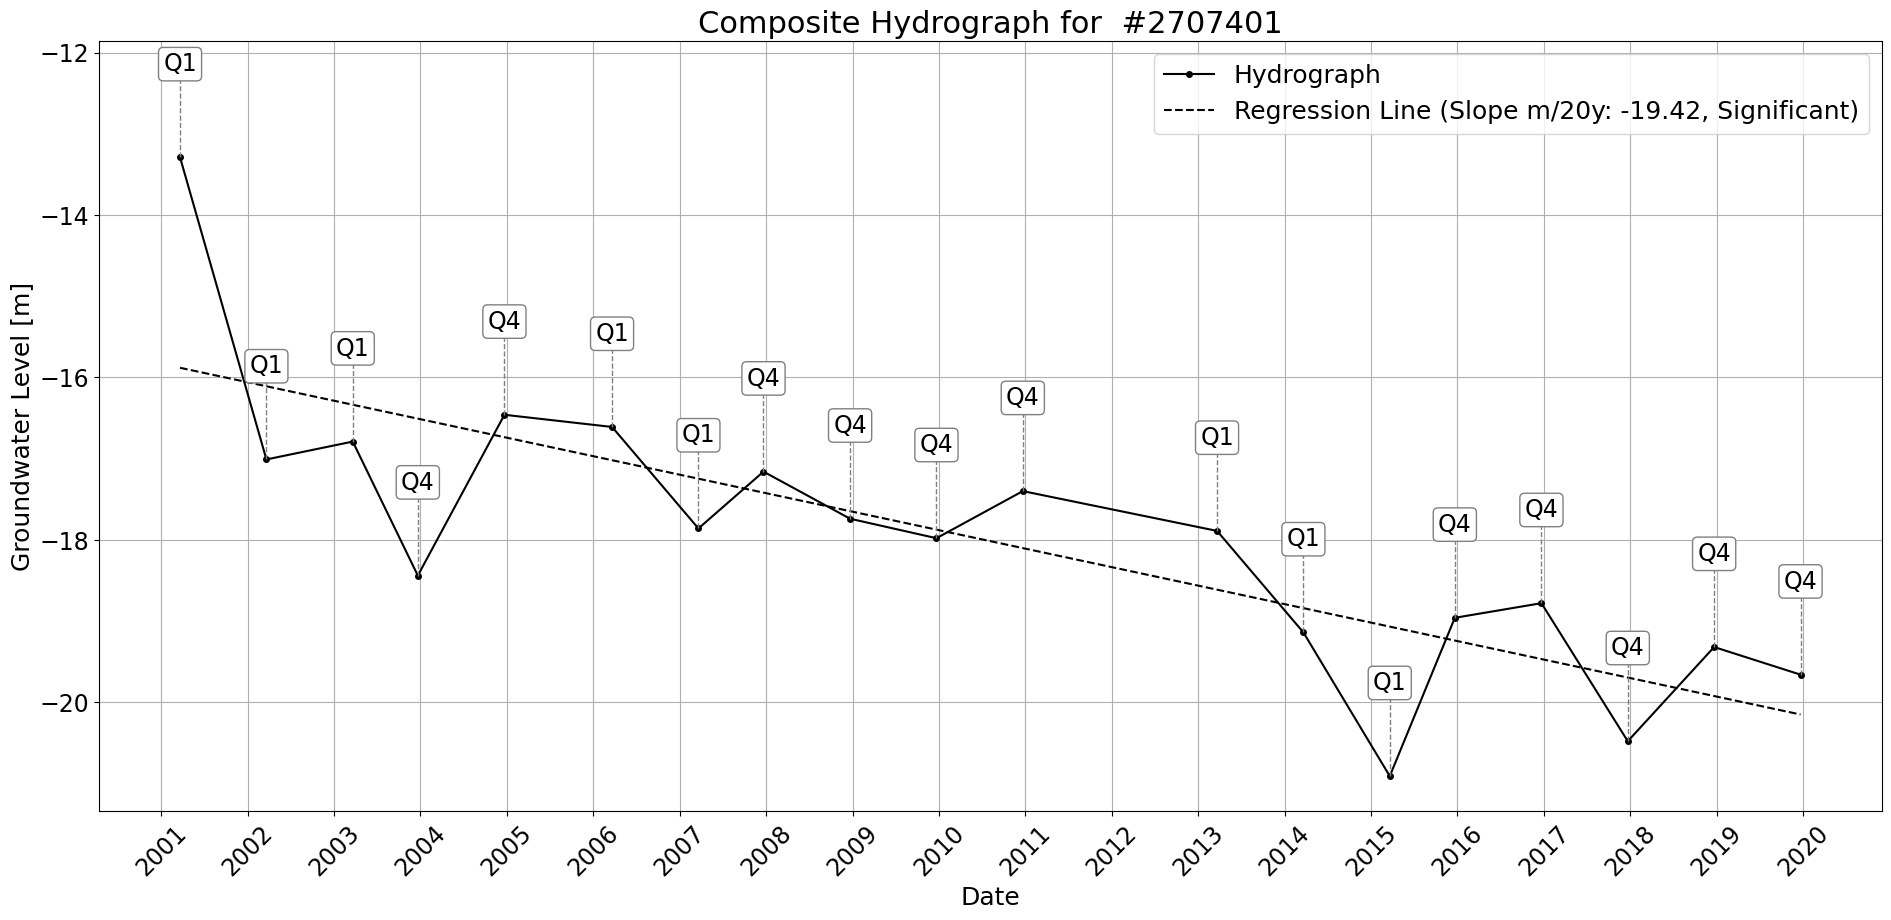 Composite Hydrograph for #2707401
Hydrograph
Regression Line (Slope m/20y: -19.42, Significant)
Groundwater Level [m]
−12
−14
−16
−18
−20
Q1
Q1
Q1
Q4
Q4
Q1
Q1
Q4
Q4
Q4
Q4
Q1
Q1
Q1
Q4
Q4
Q4
Q4
Q4
2001
2002
2003
2004
2005
2006
2007
2008
2009
2010
2011
2012
2013
2014
2015
2016
2017
2018
2019
2020
Date